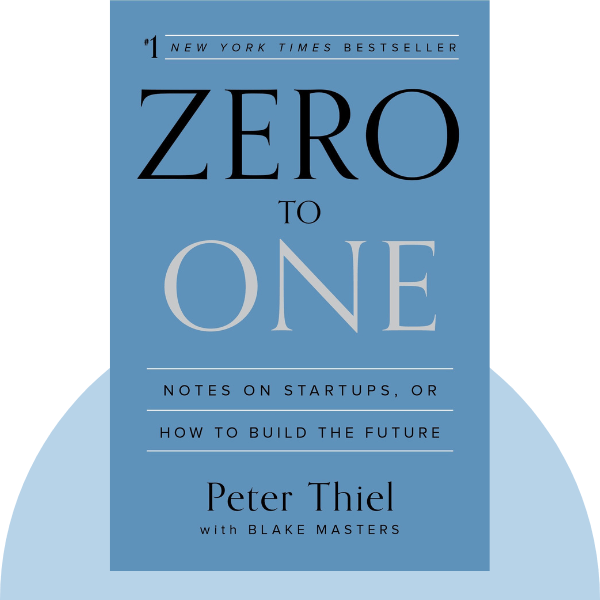 #1 NEW YORK TIMES BESTSELLER
ZERO
TO
ONE
NOTES ON STARTUPS, OR
HOW TO BUILD THE FUTURE
Peter Thiel
with BLAKE MASTERS